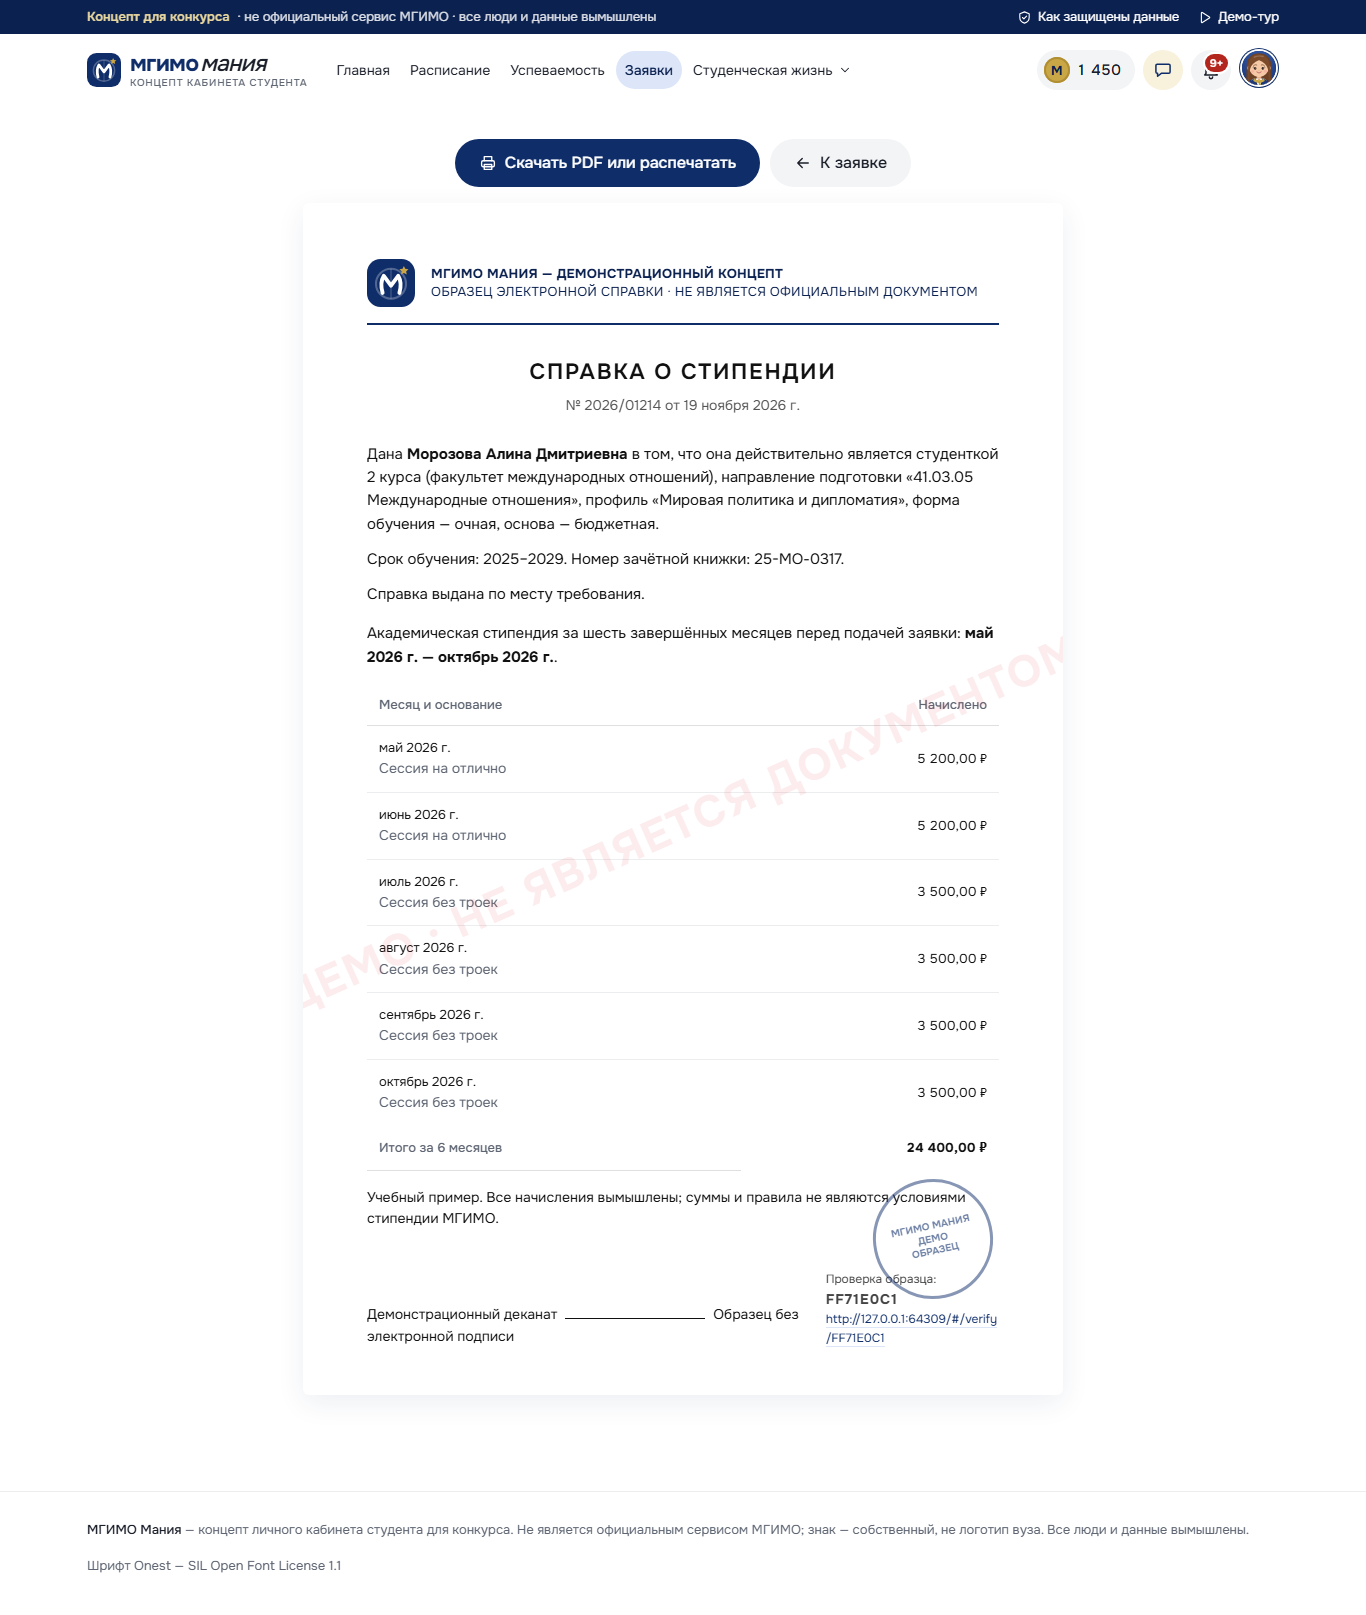 Концепт для конкурса · не официальный сервис МГИМО · все люди и данные вымышлены
Как защищены данные
Демо-тур
М
МГИМО Мания
КОНЦЕПТ КАБИНЕТА СТУДЕНТА
Главная
Расписание
Успеваемость
Заявки
Студенческая жизнь
М
1 450
9+
Скачать PDF или распечатать
К заявке
М
МГИМО МАНИЯ — ДЕМОНСТРАЦИОННЫЙ КОНЦЕПТ
ОБРАЗЕЦ ЭЛЕКТРОННОЙ СПРАВКИ · НЕ ЯВЛЯЕТСЯ ОФИЦИАЛЬНЫМ ДОКУМЕНТОМ
СПРАВКА О СТИПЕНДИИ
№ 2026/01214 от 19 ноября 2026 г.
Дана Морозова Алина Дмитриевна в том, что она действительно является студенткой
2 курса (факультет международных отношений), направление подготовки «41.03.05
Международные отношения», профиль «Мировая политика и дипломатия», форма
обучения — очная, основа — бюджетная.
Срок обучения: 2025–2029. Номер зачётной книжки: 25-МО-0317.
Справка выдана по месту требования.
Академическая стипендия за шесть завершённых месяцев перед подачей заявки: май
2026 г. — октябрь 2026 г..
Месяц и основание
Начислено
май 2026 г.
Сессия на отлично
5 200,00 ₽
июнь 2026 г.
Сессия на отлично
5 200,00 ₽
июль 2026 г.
Сессия без троек
3 500,00 ₽
август 2026 г.
Сессия без троек
3 500,00 ₽
сентябрь 2026 г.
Сессия без троек
3 500,00 ₽
октябрь 2026 г.
Сессия без троек
3 500,00 ₽
Итого за 6 месяцев
24 400,00 ₽
ДЕМО · НЕ ЯВЛЯЕТСЯ ДОКУМЕНТОМ
Учебный пример. Все начисления вымышлены; суммы и правила не являются условиями
стипендии МГИМО.
МГИМО МАНИЯ
ДЕМО
ОБРАЗЕЦ
Демонстрационный деканат Образец без
электронной подписи
Проверка образца:
FF71E0C1
http://127.0.0.1:64309/#/verify
/FF71E0C1
МГИМО Мания — концепт личного кабинета студента для конкурса. Не является официальным сервисом МГИМО; знак — собственный, не логотип вуза. Все люди и данные вымышлены.
Шрифт Onest — SIL Open Font License 1.1